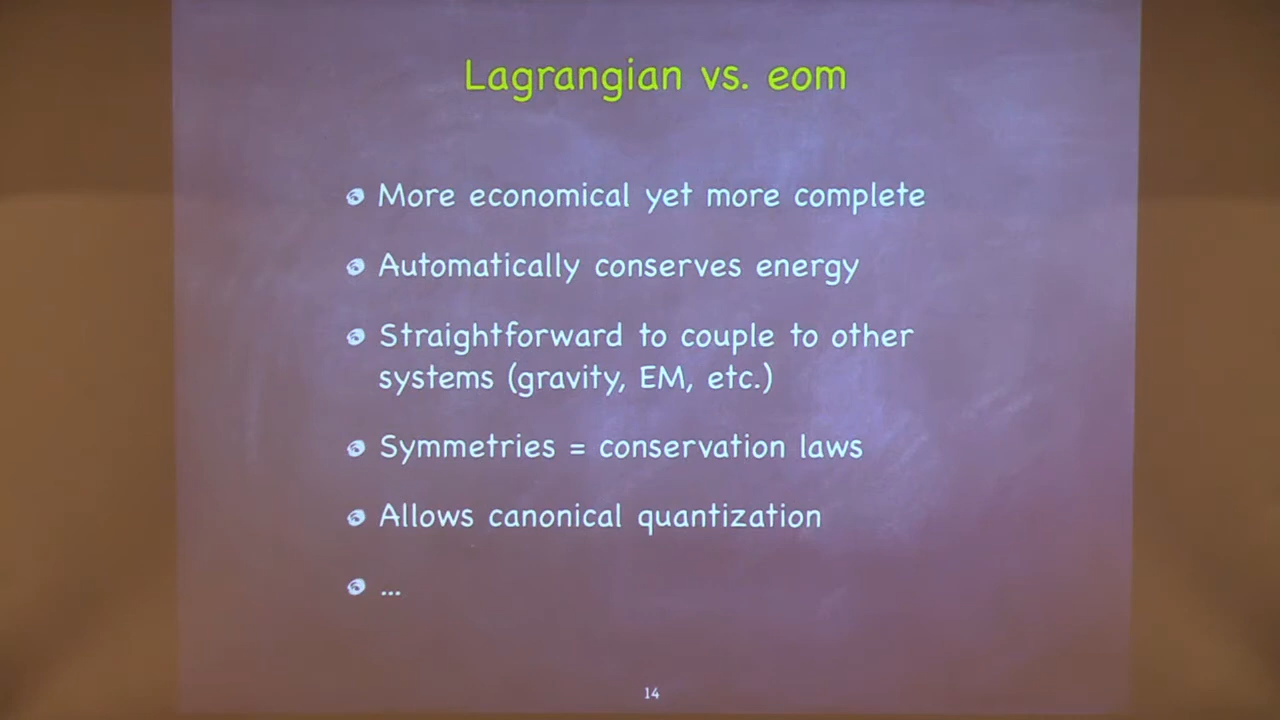 Lagrangian vs. eom
More economical yet more complete
Automatically conserves energy
Straightforward to couple to other
systems (gravity, EM, etc.)
Symmetries = conservation laws
Allows canonical quantization
...
14